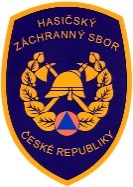 HASIČSKÝ
ZÁCHRANNÝ SBOR
ČESKÉ REPUBLIKY